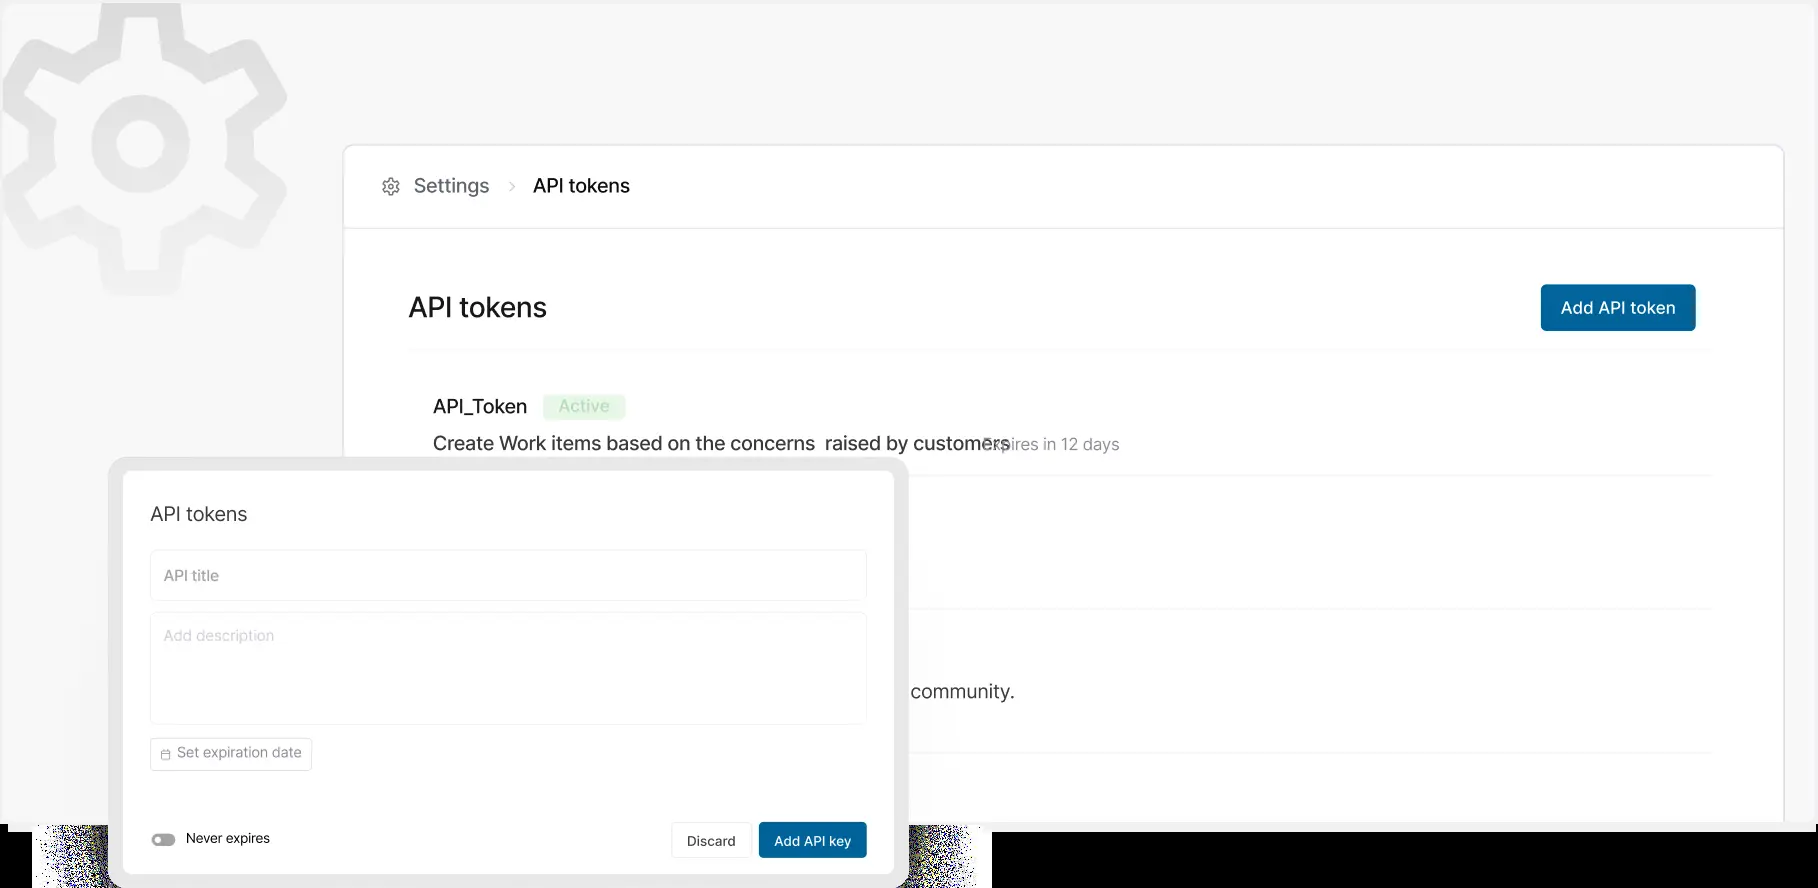 Settings > API tokens
API tokens
Add API token
API_Token Active
Create Work items based on the concerns raised by customers
Expires in 12 days
community.
API tokens
API title
Add description
Set expiration date
Never expires
Discard
Add API key